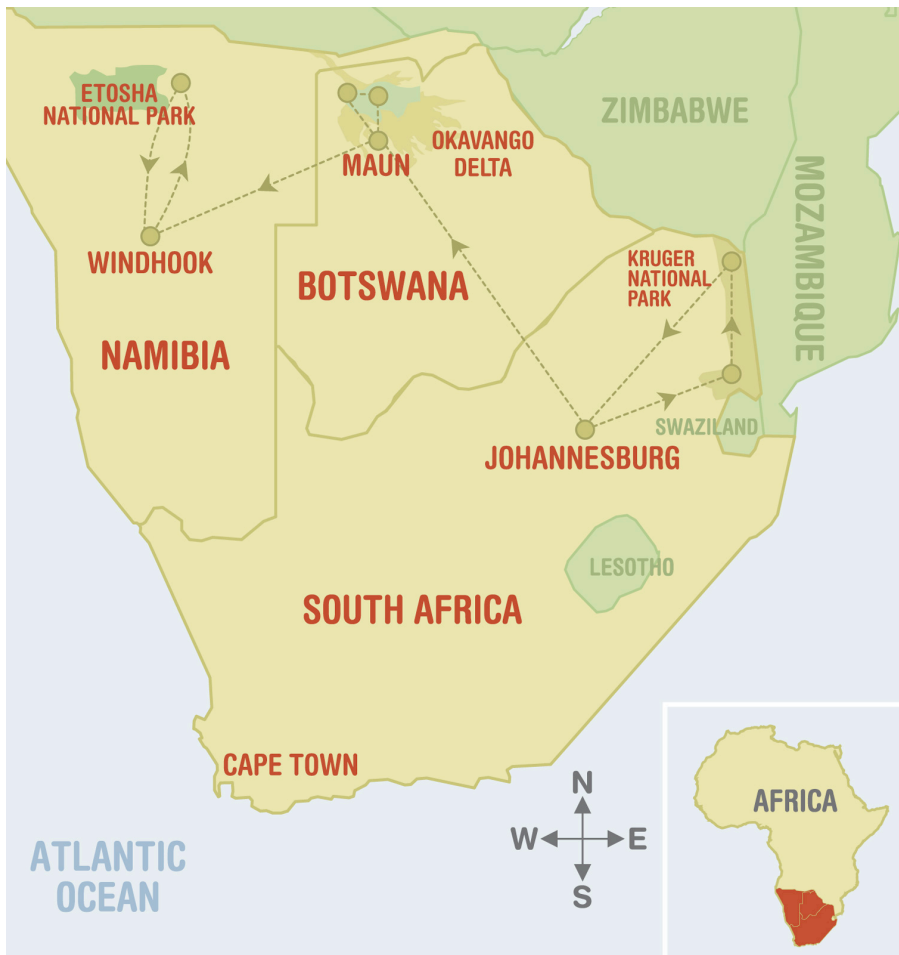 ETOSHA
NATIONAL PARK
ZIMBABWE
OKAVANGO
DELTA
MAUN
MOZAMBIQUE
WINDHOOK
BOTSWANA
KRUGER
NATIONAL
PARK
NAMIBIA
SWAZILAND
JOHANNESBURG
LESOTHO
SOUTH AFRICA
CAPE TOWN
N
W
E
S
AFRICA
ATLANTIC
OCEAN